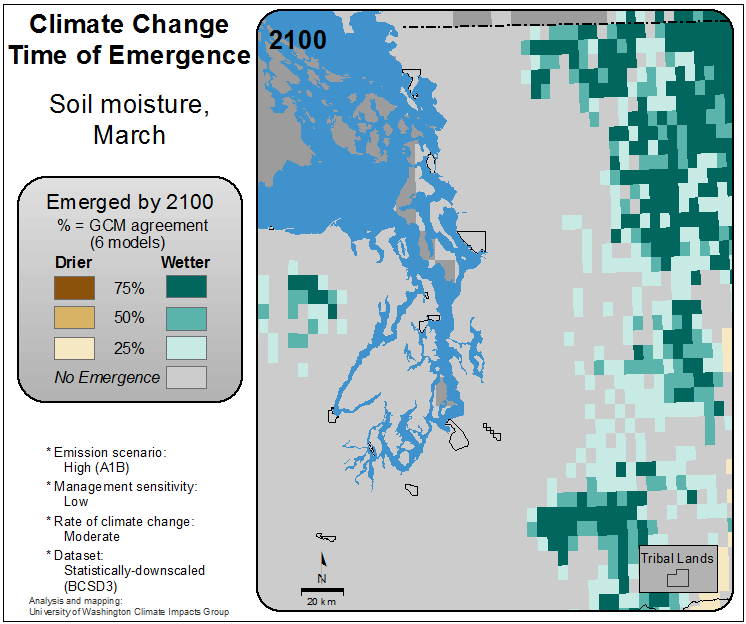 Climate Change
Time of Emergence
Soil moisture,
March
Emerged by 2100
% = GCM agreement
(6 models)
Drier Wetter
75%
50%
25%
No Emergence
* Emission scenario:
High (A1B)
* Management sensitivity:
Low
* Rate of climate change:
Moderate
* Dataset:
Statistically-downscaled
(BCSD3)
Analysis and mapping:
University of Washington Climate Impacts Group
2100
N
20 km
Tribal Lands